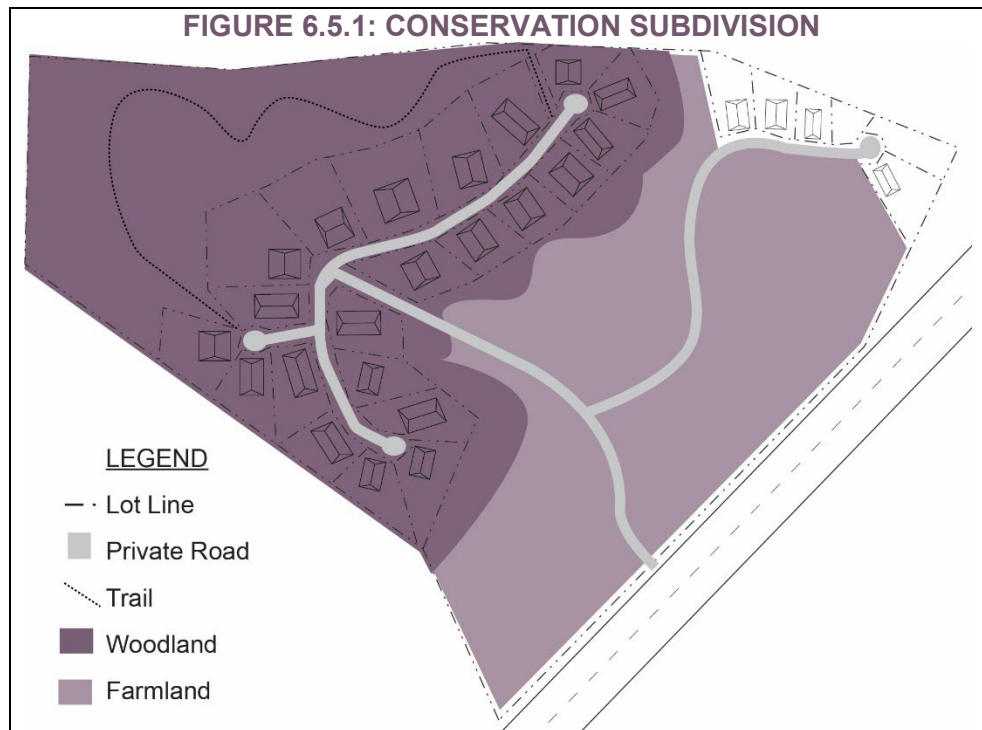 FIGURE 6.5.1: CONSERVATION SUBDIVISION
LEGEND
Lot Line
Private Road
Trail
Woodland
Farmland